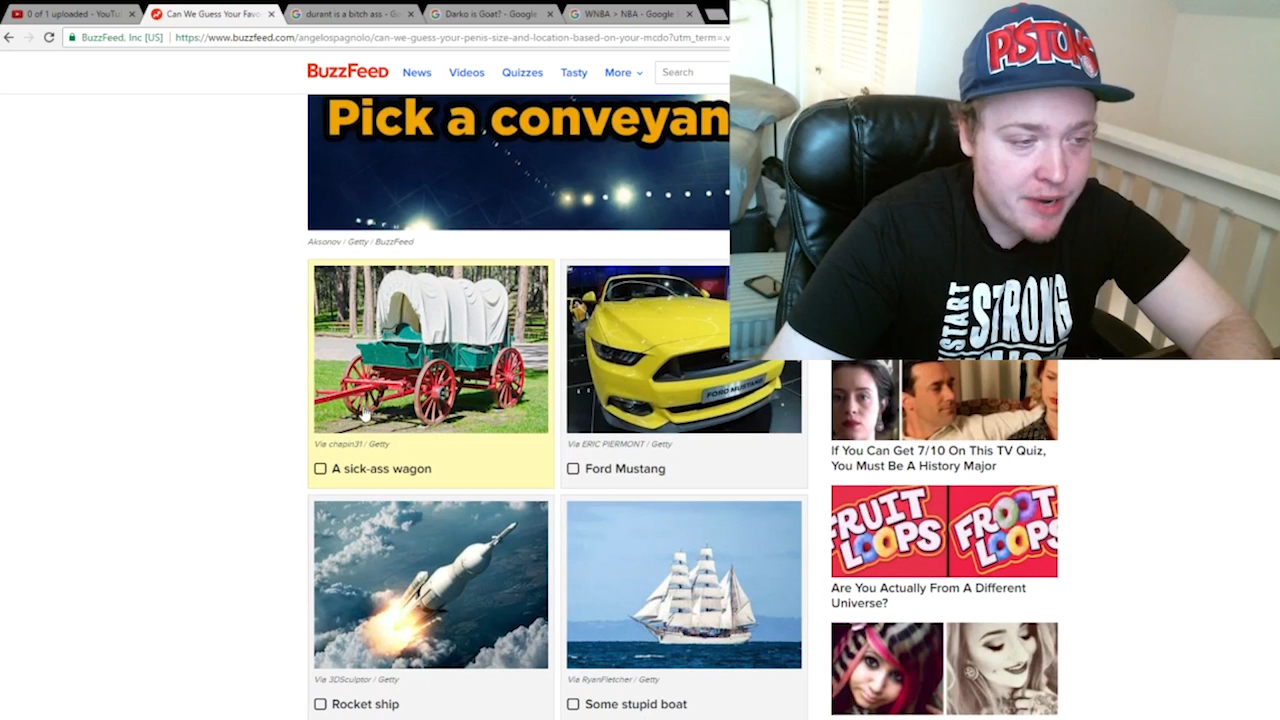 0 of 1 uploaded - YouTu
Can We Guess Your Favo
durant is a bitch ass - Go
Darko is Goat? - Google
WNBA > NBA - Google
BuzzFeed, Inc [US]
https://www.buzzfeed.com/angelospagnolo/can-we-guess-your-penis-size-and-location-based-on-your-mcdo?utm_term=.v
BuzzFeed
News
Videos
Quizzes
Tasty
More
Search
Pick a conveyan
Aksonov / Getty / BuzzFeed
PISTONS
START
STRONG
FORD MUSTANG
Via chapin31 / Getty
Via ERIC PIERMONT / Getty
A sick-ass wagon
Ford Mustang
If You Can Get 7/10 On This TV Quiz,
You Must Be A History Major
FRUIT
LOOPS
FROOT
LOOPS
Are You Actually From A Different
Universe?
Via 3DSculptor / Getty
Via RyanFletcher / Getty
Rocket ship
Some stupid boat